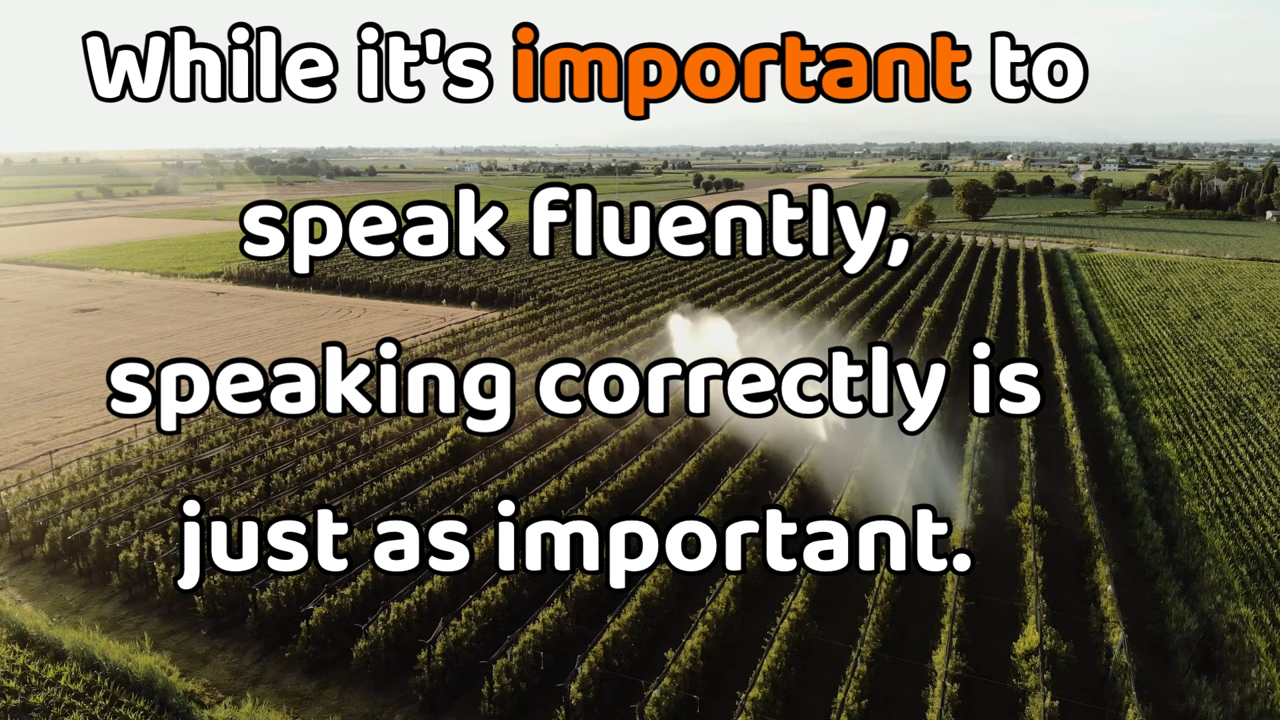 While it's important to
speak fluently,
speaking correctly is
just as important.